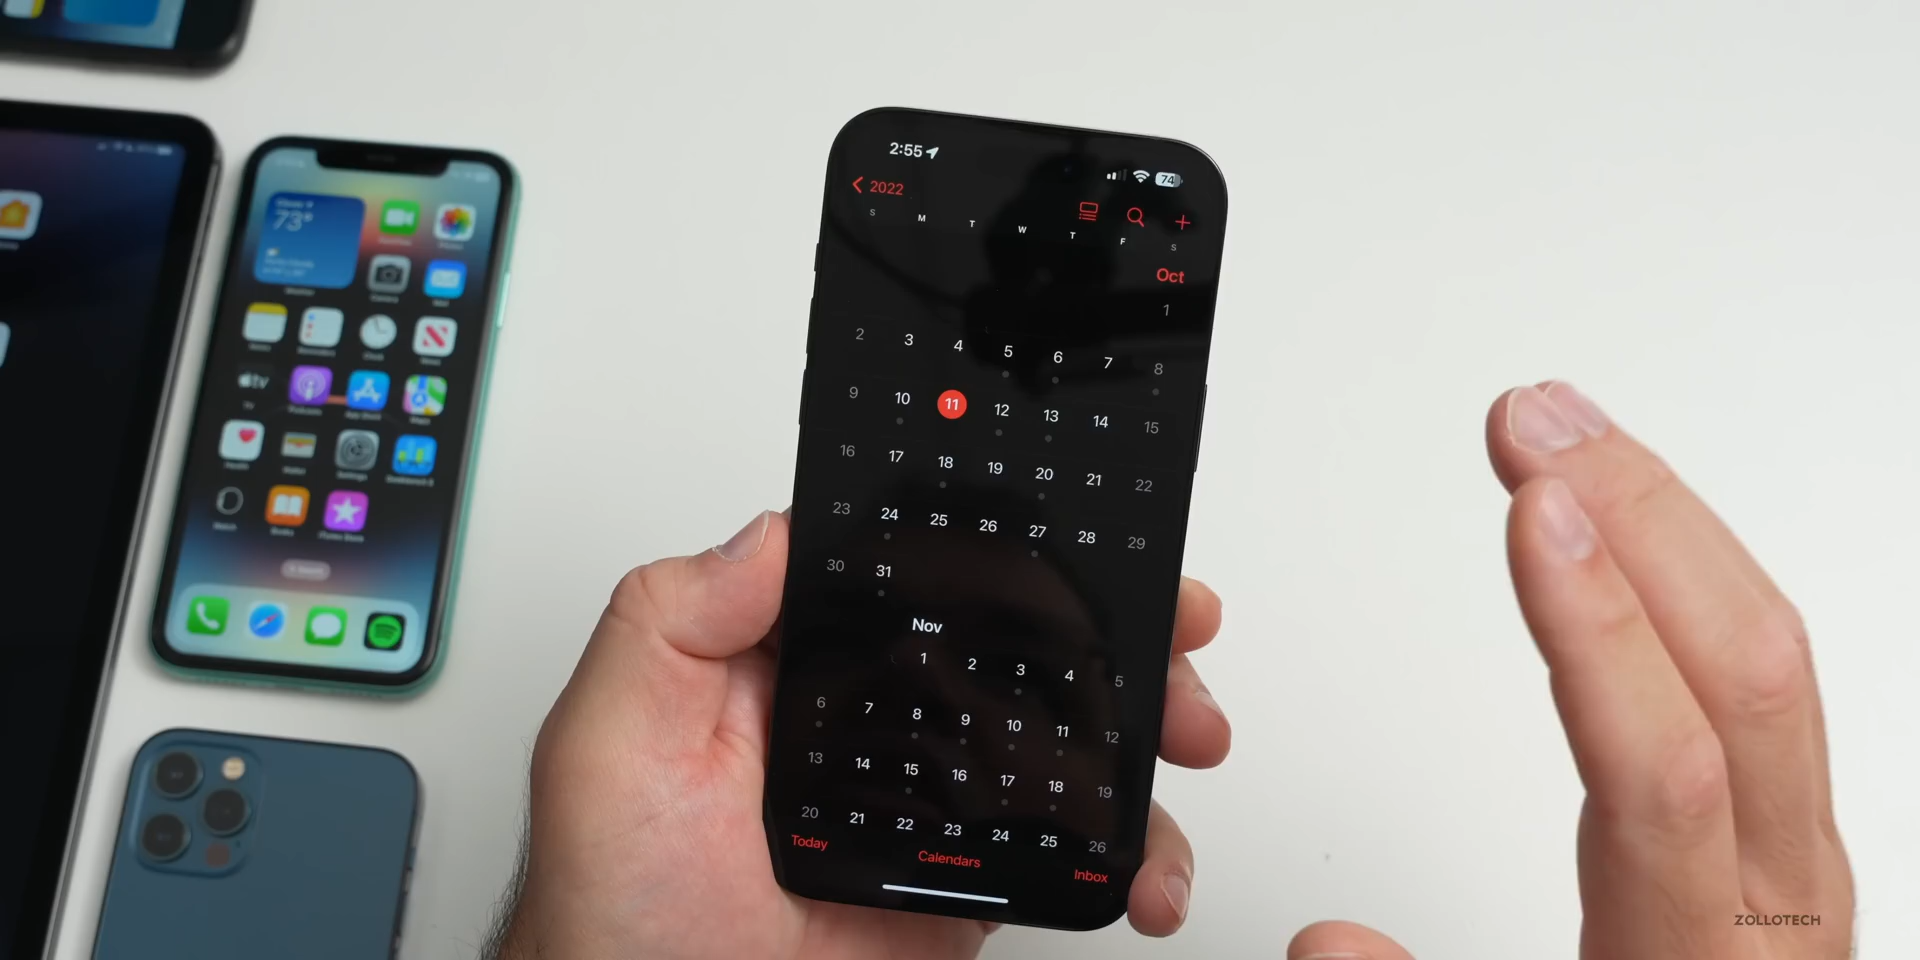 73°
tv
2:55
74
2022
S M T W T F S
Oct
1
2 3 4 5 6 7 8
9 10 11 12 13 14 15
16 17 18 19 20 21 22
23 24 25 26 27 28 29
30 31
Nov
1 2 3 4 5
6 7 8 9 10 11 12
13 14 15 16 17 18 19
20 21 22 23 24 25 26
Today Calendars Inbox
ZOLLOTECH